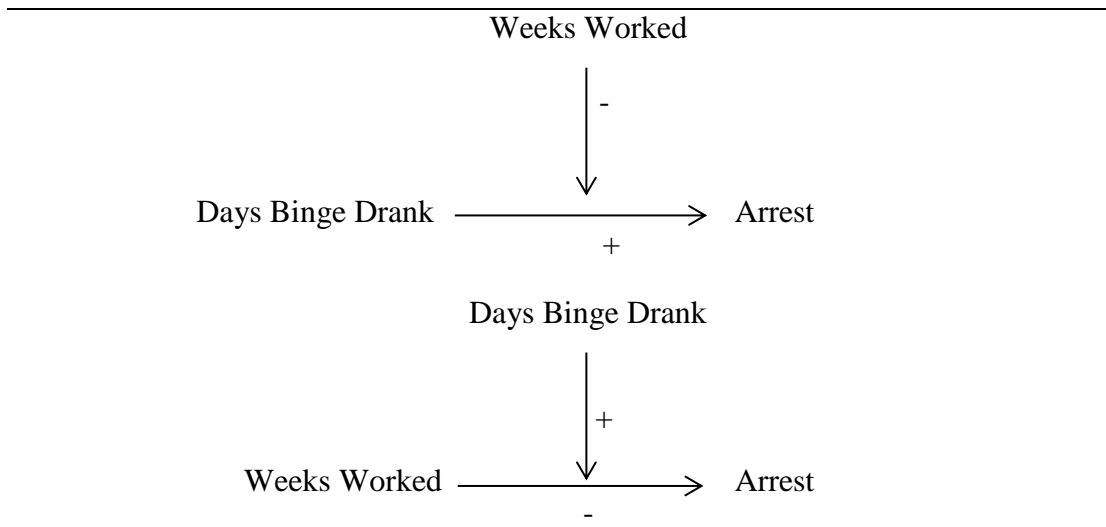 Weeks Worked
-
Days Binge Drank Arrest
+
Days Binge Drank
+
Weeks Worked Arrest
-